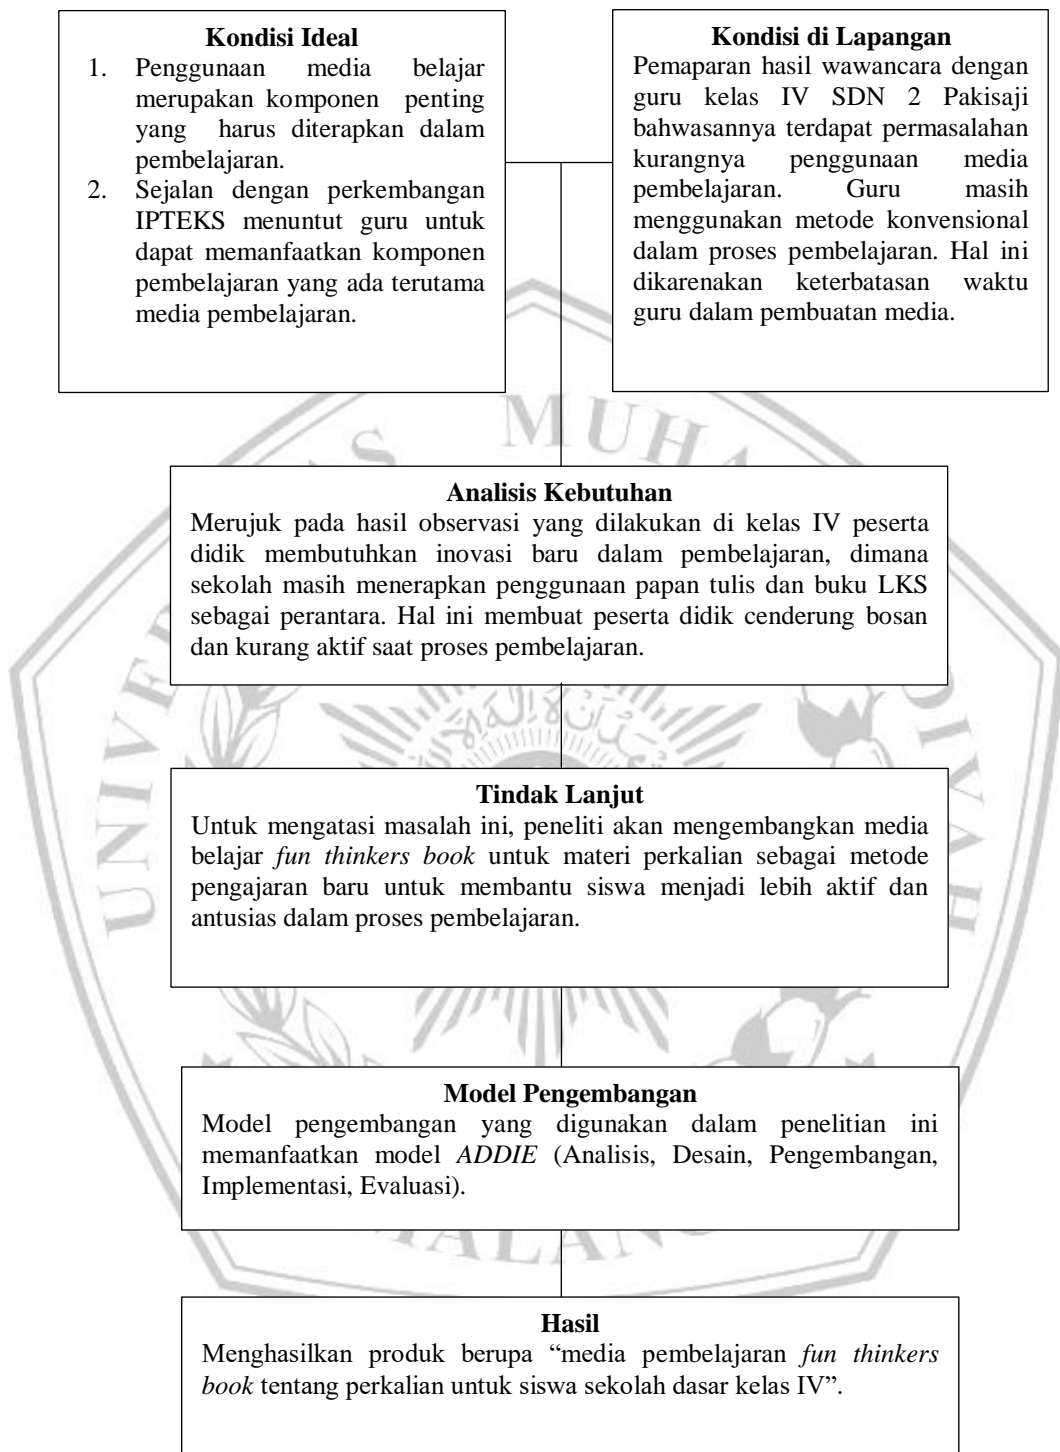 Kondisi Ideal
1. Penggunaan media belajar
merupakan komponen penting
yang harus diterapkan dalam
pembelajaran.
2. Sejalan dengan perkembangan
IPTEKS menuntut guru untuk
dapat memanfaatkan komponen
pembelajaran yang ada terutama
media pembelajaran.
Kondisi di Lapangan
Pemaparan hasil wawancara dengan
guru kelas IV SDN 2 Pakisaji
bahwasannya terdapat permasalahan
kurangnya penggunaan media
pembelajaran. Guru masih
menggunakan metode konvensional
dalam proses pembelajaran. Hal ini
dikarenakan keterbatasan waktu
guru dalam pembuatan media.
Analisis Kebutuhan
Merujuk pada hasil observasi yang dilakukan di kelas IV peserta
didik membutuhkan inovasi baru dalam pembelajaran, dimana
sekolah masih menerapkan penggunaan papan tulis dan buku LKS
sebagai perantara. Hal ini membuat peserta didik cenderung bosan
dan kurang aktif saat proses pembelajaran.
Tindak Lanjut
Untuk mengatasi masalah ini, peneliti akan mengembangkan media
belajar fun thinkers book untuk materi perkalian sebagai metode
pengajaran baru untuk membantu siswa menjadi lebih aktif dan
antusias dalam proses pembelajaran.
Model Pengembangan
Model pengembangan yang digunakan dalam penelitian ini
memanfaatkan model ADDIE (Analisis, Desain, Pengembangan,
Implementasi, Evaluasi).
Hasil
Menghasilkan produk berupa “media pembelajaran fun thinkers
book tentang perkalian untuk siswa sekolah dasar kelas IV”.